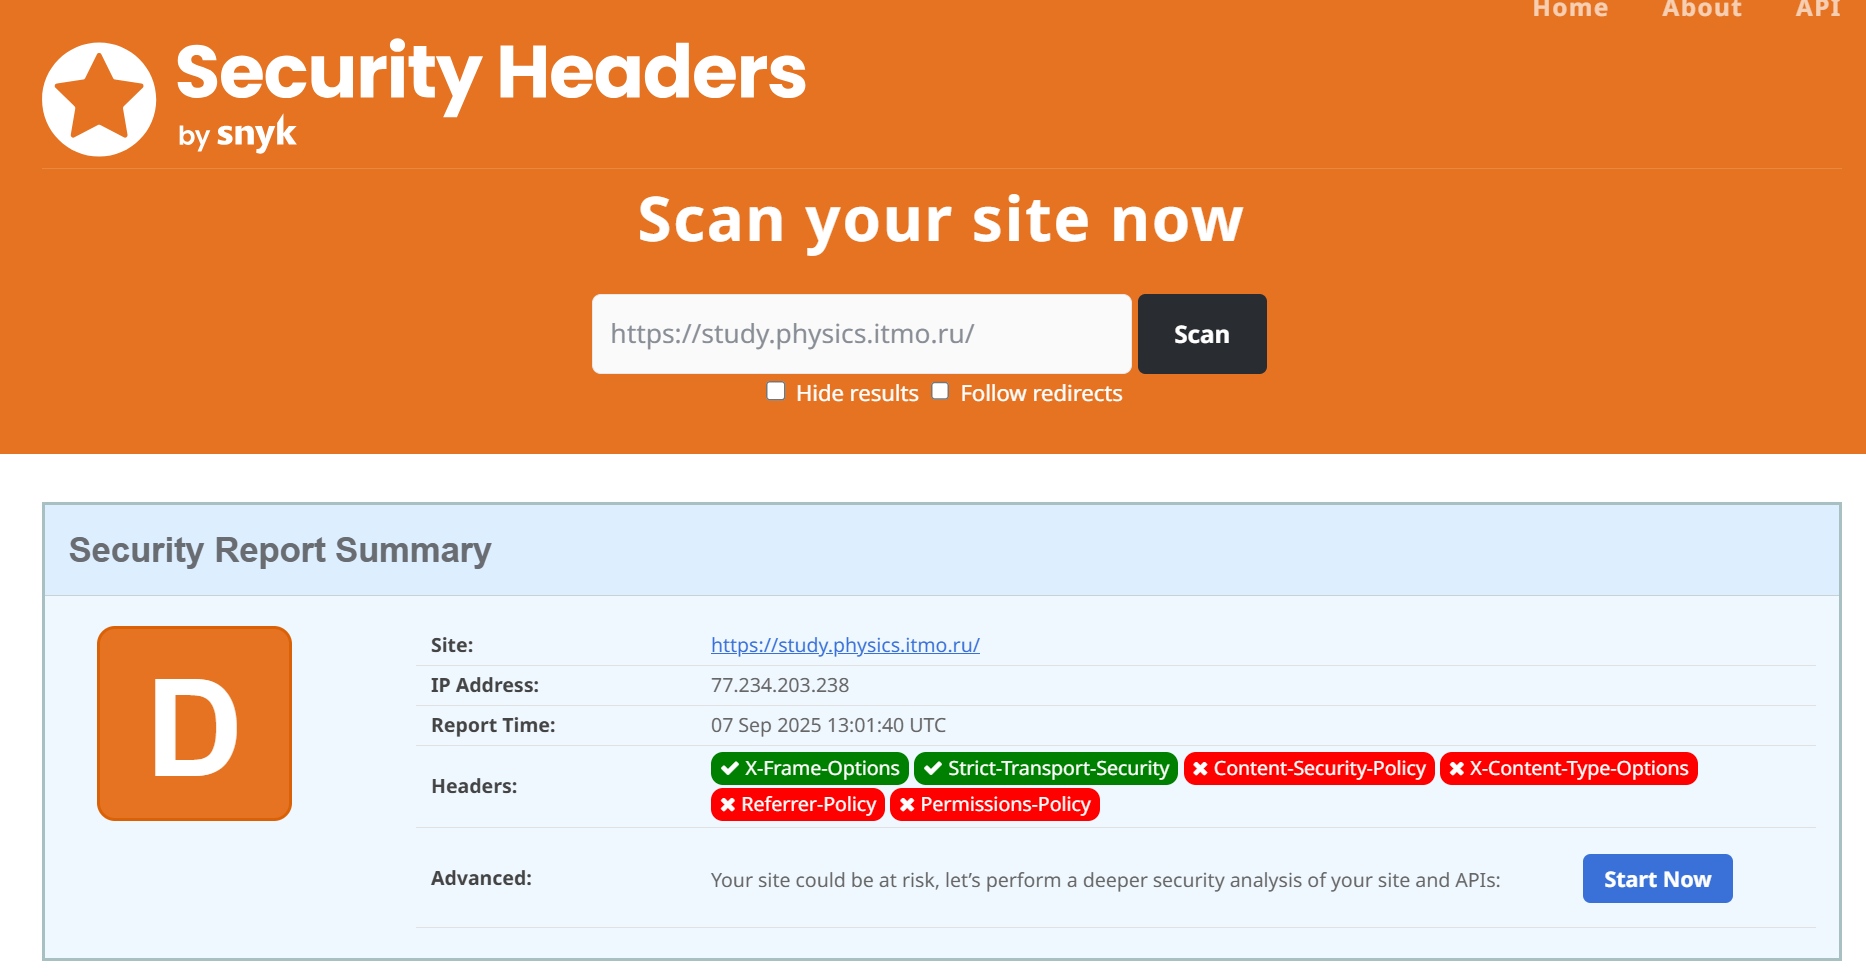 Home About API
Security Headers
by snyk
Scan your site now
https://study.physics.itmo.ru/ Scan
Hide results Follow redirects
Security Report Summary
D
Site: https://study.physics.itmo.ru/
IP Address: 77.234.203.238
Report Time: 07 Sep 2025 13:01:40 UTC
Headers: X-Frame-Options Strict-Transport-Security Content-Security-Policy X-Content-Type-Options
Referrer-Policy Permissions-Policy
Advanced: Your site could be at risk, let’s perform a deeper security analysis of your site and APIs: Start Now